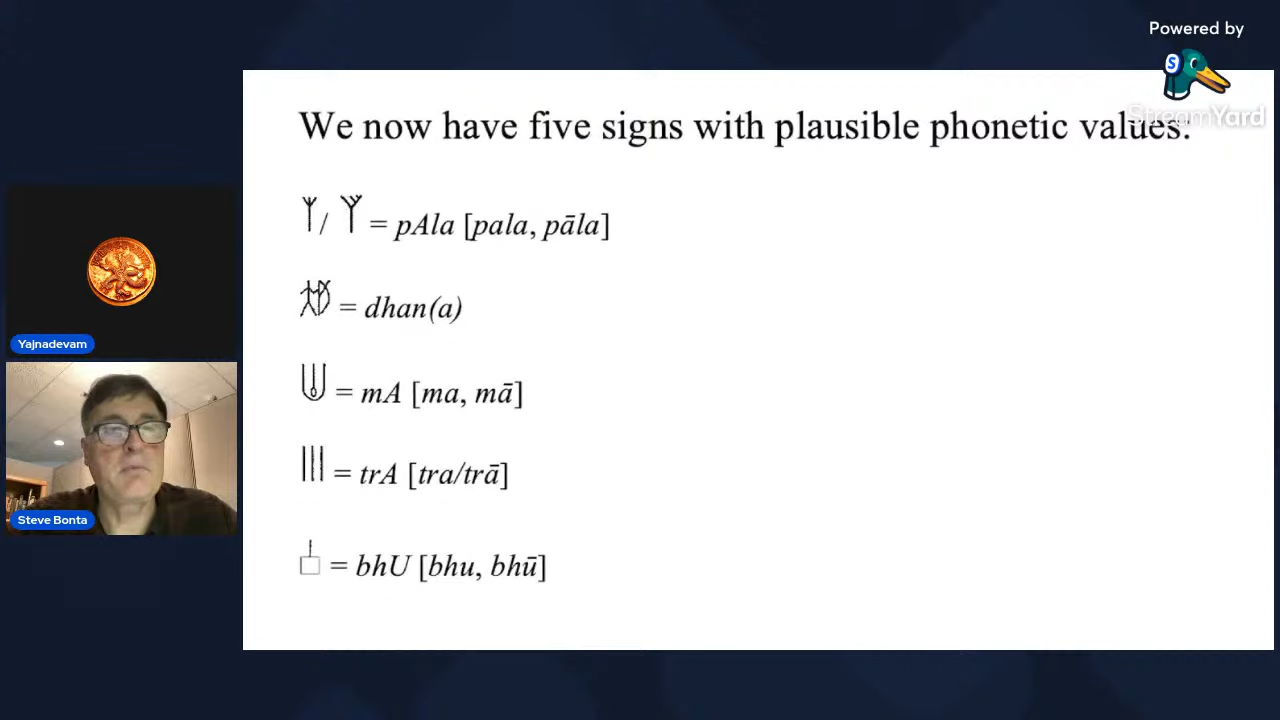 Powered by
StreamYard
We now have five signs with plausible phonetic values:
/ = pAla [pala, pāla]
= dhan(a)
= mA [ma, mā]
= trA [tra/trā]
= bhU [bhu, bhū]
Yajnadevam
Steve Bonta